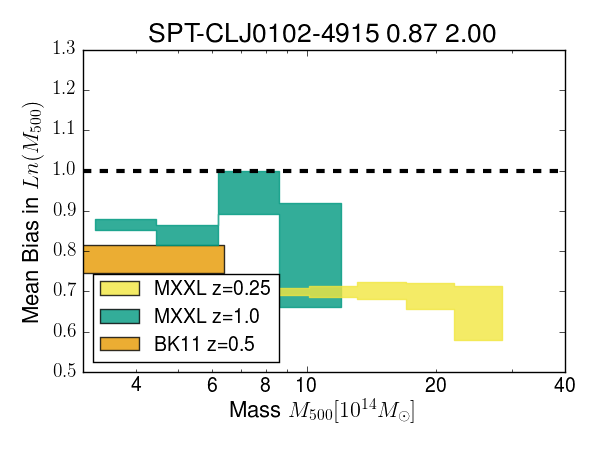 SPT-CLJ0102-4915 0.87 2.00
Mean Bias in Ln(M₅₀₀)
1.3
1.2
1.1
1.0
0.9
0.8
0.7
0.6
0.5
MXXL z=0.25
MXXL z=1.0
BK11 z=0.5
4 6 8 10 20 40
Mass M₅₀₀[10¹⁴M☉]